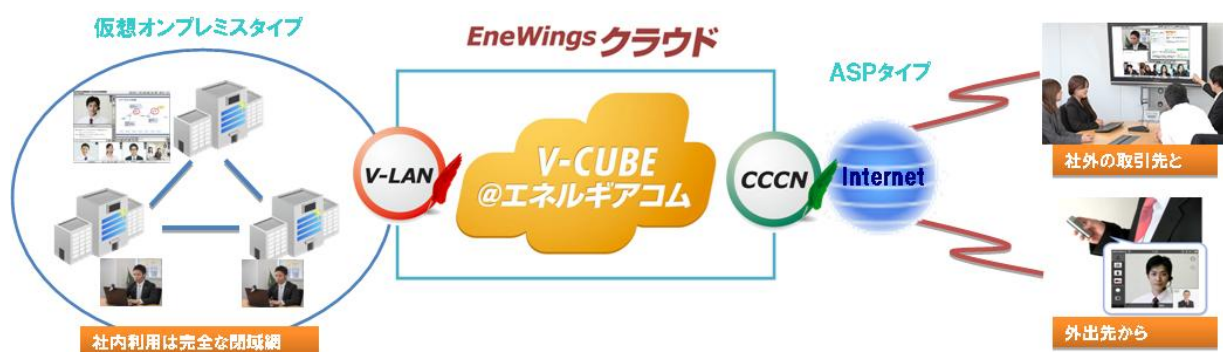 仮想オンプレミスタイプ
EneWings クラウド
ASPタイプ
V-LAN
V-CUBE
@エネルギアコム
CCCN
Internet
社外の取引先と
社内利用は完全な閉域網
外出先から